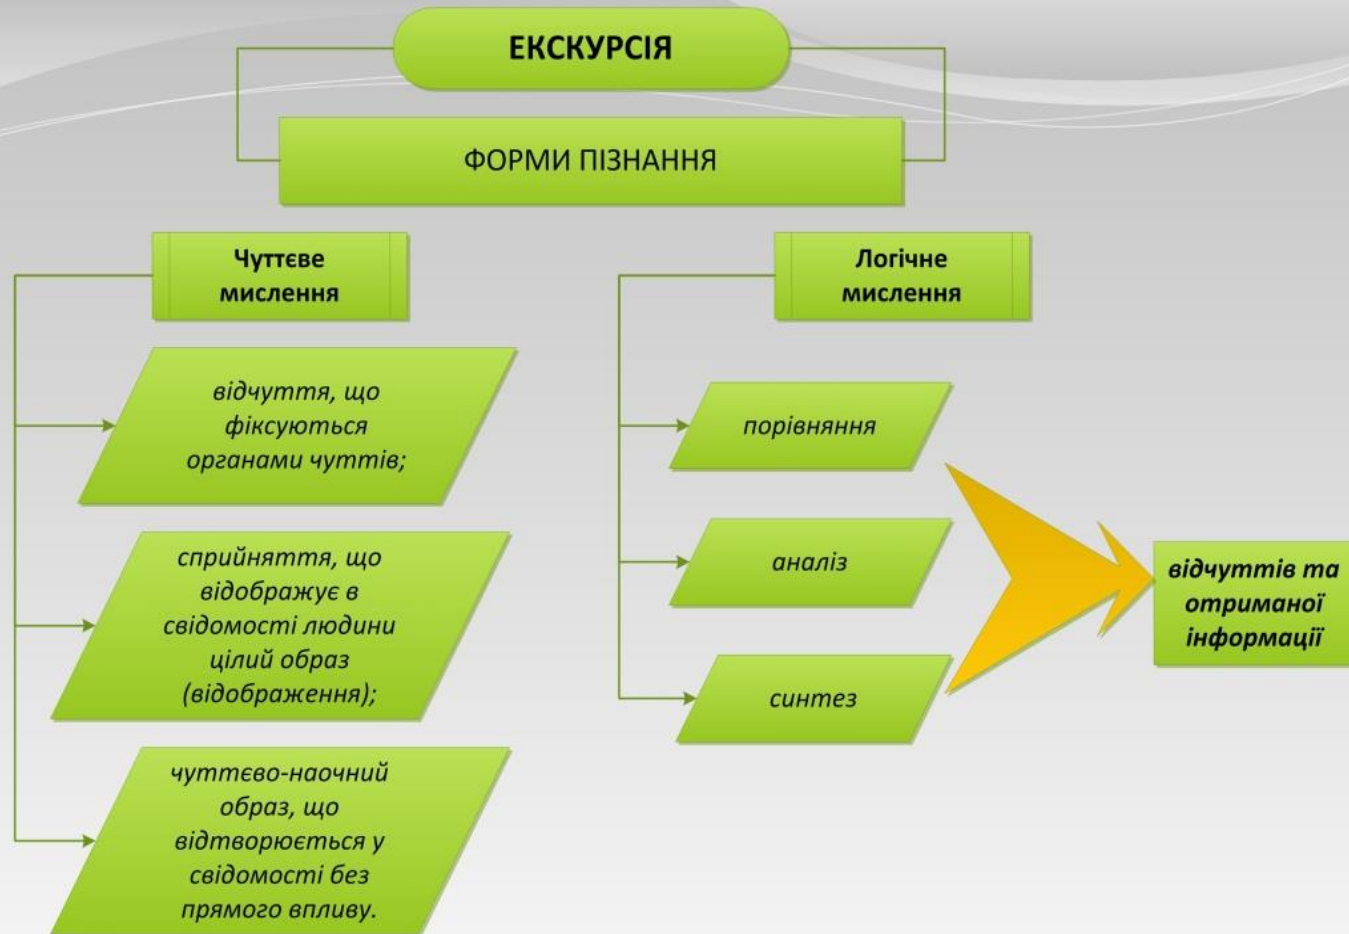 ЕКСКУРСІЯ
ФОРМИ ПІЗНАННЯ
Чуттєве
мислення
відчуття, що
фіксуються
органами чуттів;
сприйняття, що
відображує в
свідомості людини
цілий образ
(відображення);
чуттєво-наочний
образ, що
відтворюється у
свідомості без
прямого впливу.
Логічне
мислення
порівняння
аналіз
синтез
відчуттів та
отриманої
інформації